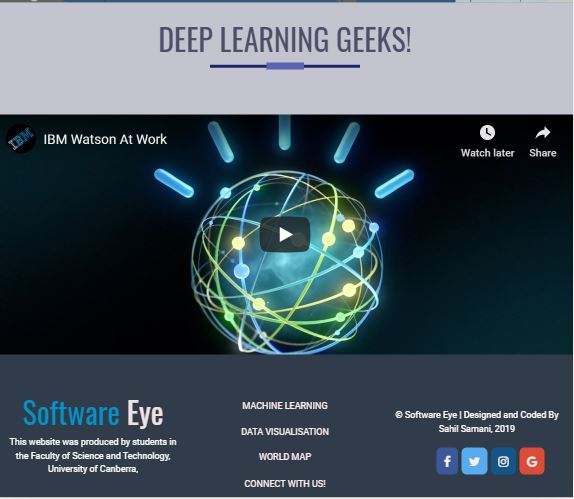 DEEP LEARNING GEEKS!
IBM
IBM Watson At Work
Watch later
Share
Software Eye
This website was produced by students in
the Faculty of Science and Technology,
University of Canberra,
MACHINE LEARNING
DATA VISUALISATION
WORLD MAP
CONNECT WITH US!
© Software Eye | Designed and Coded By
Sahil Samani, 2019
f
G